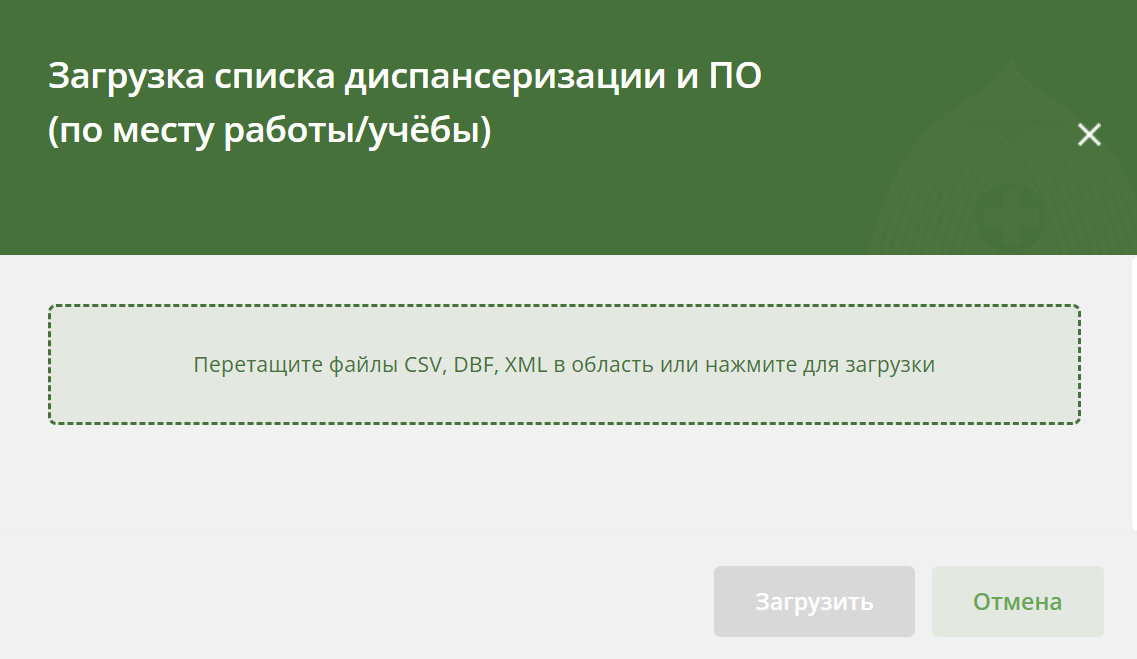 Загрузка списка диспансеризации и ПО
(по месту работы/учёбы)
Перетащите файлы CSV, DBF, XML в область или нажмите для загрузки
Загрузить
Отмена